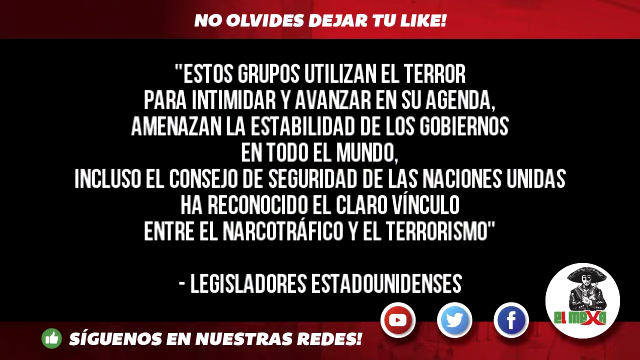 NO OLVIDES DEJAR TU LIKE!
"ESTOS GRUPOS UTILIZAN EL TERROR
PARA INTIMIDAR Y AVANZAR EN SU AGENDA,
AMENAZAN LA ESTABILIDAD DE LOS GOBIERNOS
EN TODO EL MUNDO,
INCLUSO EL CONSEJO DE SEGURIDAD DE LAS NACIONES UNIDAS
HA RECONOCIDO EL CLARO VÍNCULO
ENTRE EL NARCOTRÁFICO Y EL TERRORISMO"
- LEGISLADORES ESTADOUNIDENSES
EL MEXA
SÍGUENOS EN NUESTRAS REDES!